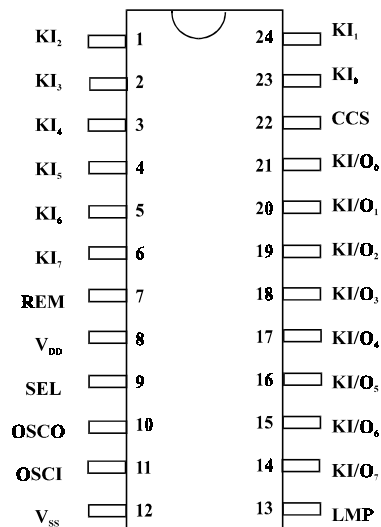 KI₂ 1 24 KI₁
KI₃ 2 23 KI₀
KI₄ 3 22 CCS
KI₅ 4 21 KI/O₀
KI₆ 5 20 KI/O₁
KI₇ 6 19 KI/O₂
REM 7 18 KI/O₃
V_DD 8 17 KI/O₄
SEL 9 16 KI/O₅
OSCO 10 15 KI/O₆
OSCI 11 14 KI/O₇
V_SS 12 13 LMP